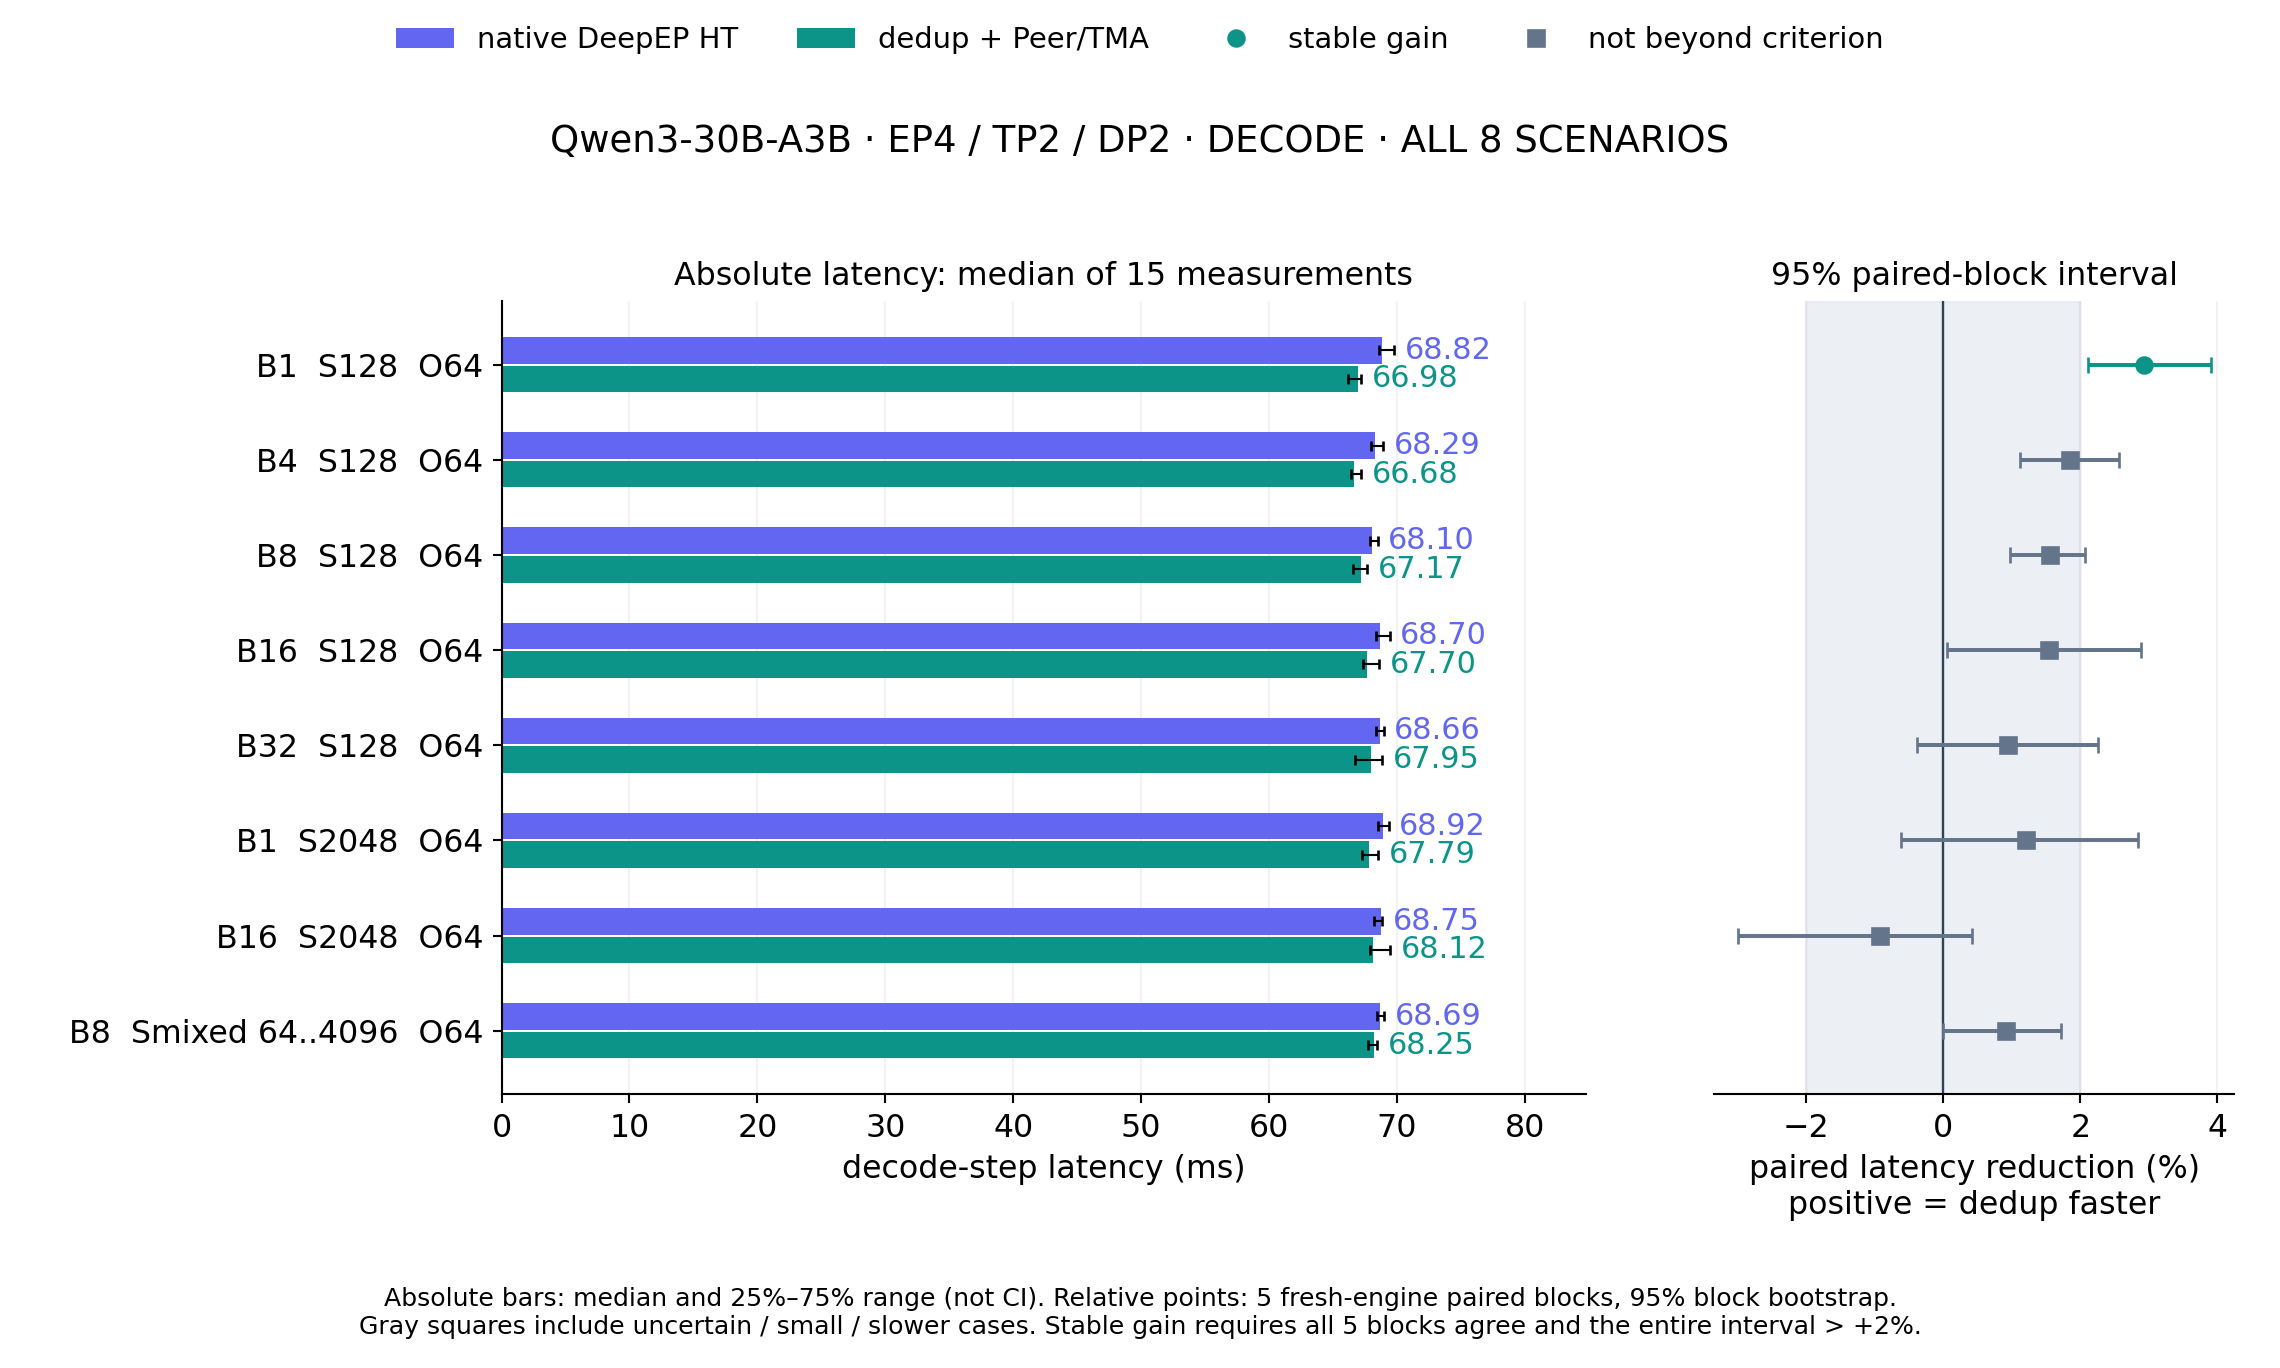 native DeepEP HT
dedup + Peer/TMA
stable gain
not beyond criterion
Qwen3-30B-A3B · EP4 / TP2 / DP2 · DECODE · ALL 8 SCENARIOS
Absolute latency: median of 15 measurements
B1  S128  O64
68.82
66.98
B4  S128  O64
68.29
66.68
B8  S128  O64
68.10
67.17
B16  S128  O64
68.70
67.70
B32  S128  O64
68.66
67.95
B1  S2048  O64
68.92
67.79
B16  S2048  O64
68.75
68.12
B8  Smixed 64..4096  O64
68.69
68.25
0 10 20 30 40 50 60 70 80
decode-step latency (ms)
95% paired-block interval
−2 0 2 4
paired latency reduction (%)
positive = dedup faster
Absolute bars: median and 25%–75% range (not CI). Relative points: 5 fresh-engine paired blocks, 95% block bootstrap.
Gray squares include uncertain / small / slower cases. Stable gain requires all 5 blocks agree and the entire interval > +2%.